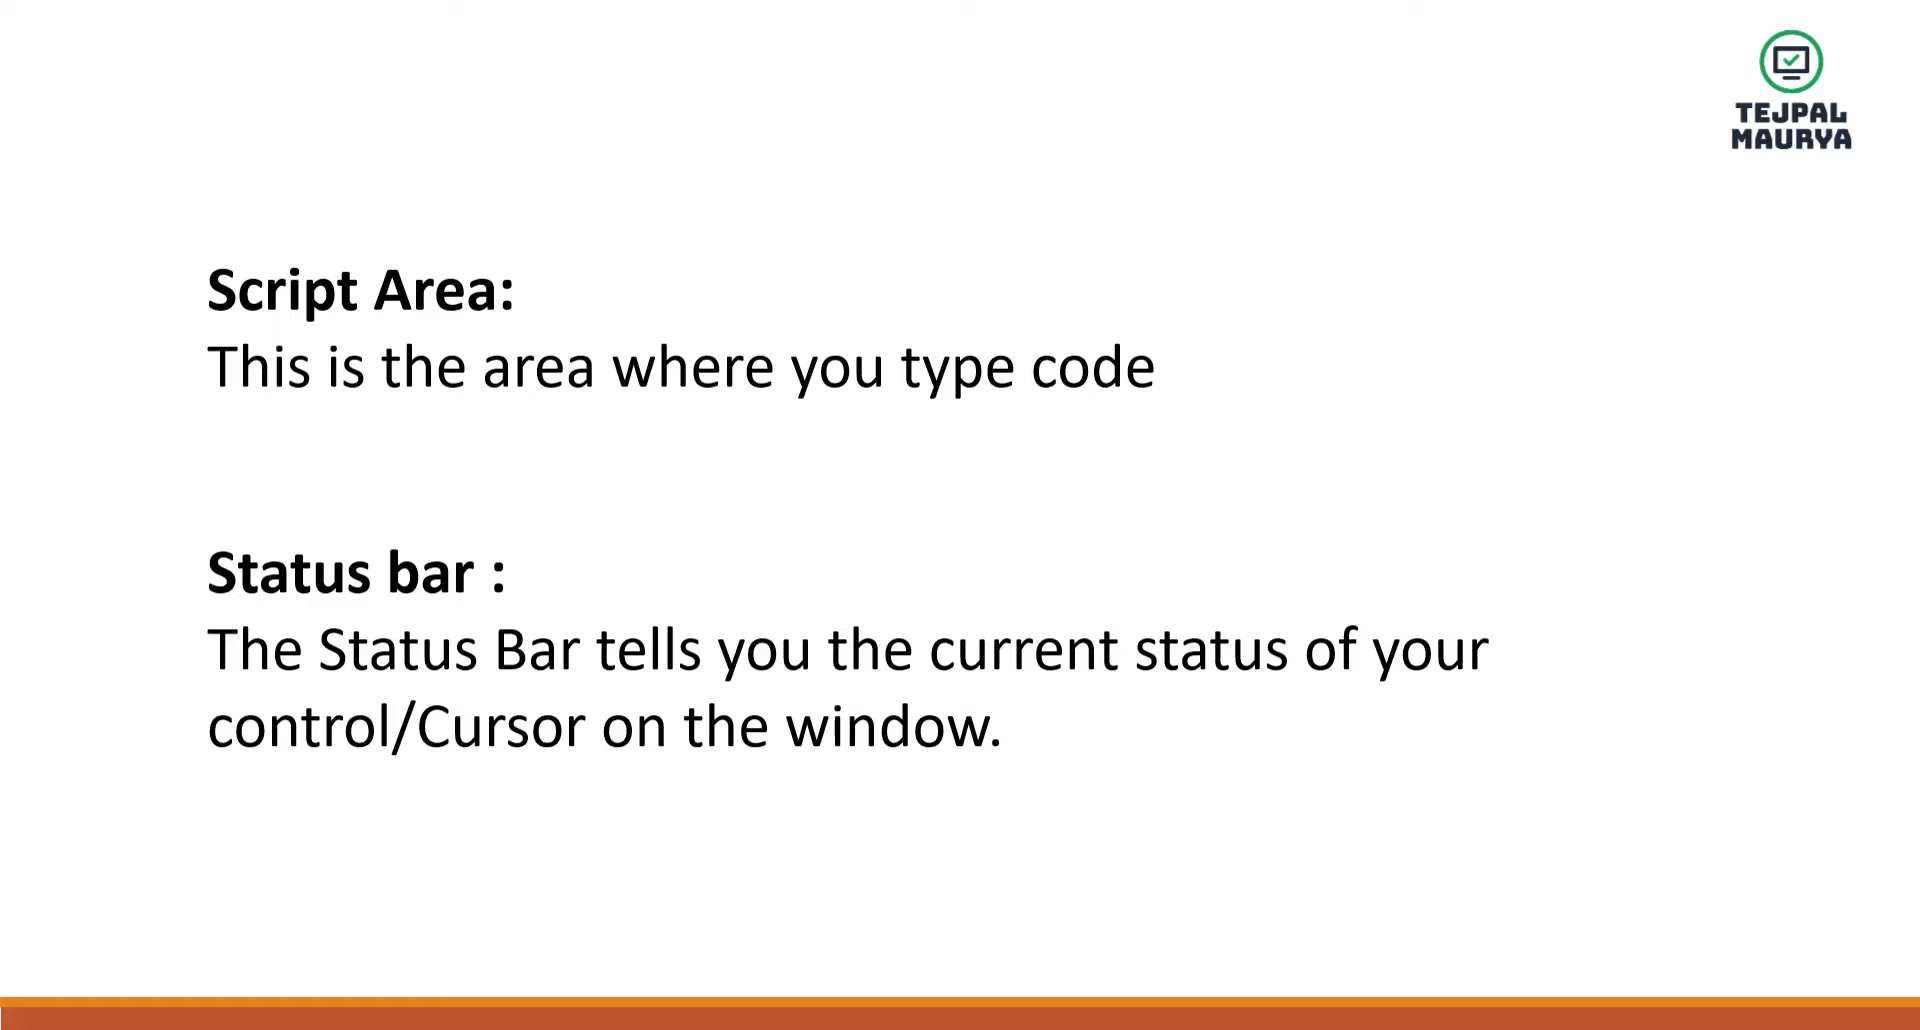 TEJPAL
MAURYA
Script Area:
This is the area where you type code
Status bar :
The Status Bar tells you the current status of your
control/Cursor on the window.